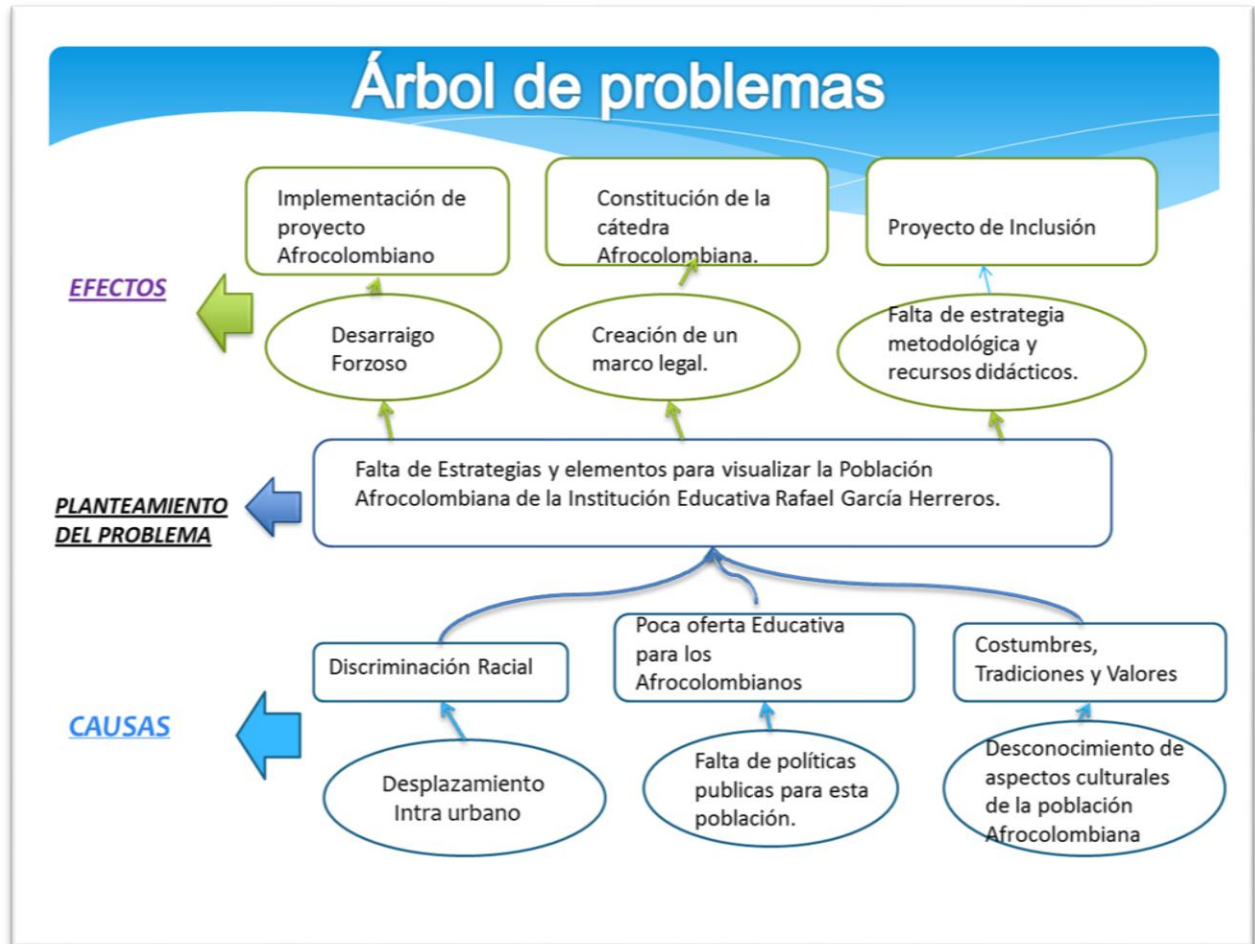 Árbol de problemas
Implementación de
proyecto
Afrocolombiano
Constitución de la
cátedra
Afrocolombiana.
Proyecto de Inclusión
EFECTOS
Desarraigo
Forzoso
Creación de un
marco legal.
Falta de estrategia
metodológica y
recursos didácticos.
PLANTEAMIENTO
DEL PROBLEMA
Falta de Estrategias y elementos para visualizar la Población
Afrocolombiana de la Institución Educativa Rafael García Herreros.
Discriminación Racial
Poca oferta Educativa
para los
Afrocolombianos
Costumbres,
Tradiciones y Valores
CAUSAS
Desplazamiento
Intra urbano
Falta de políticas
publicas para esta
población.
Desconocimiento de
aspectos culturales
de la población
Afrocolombiana